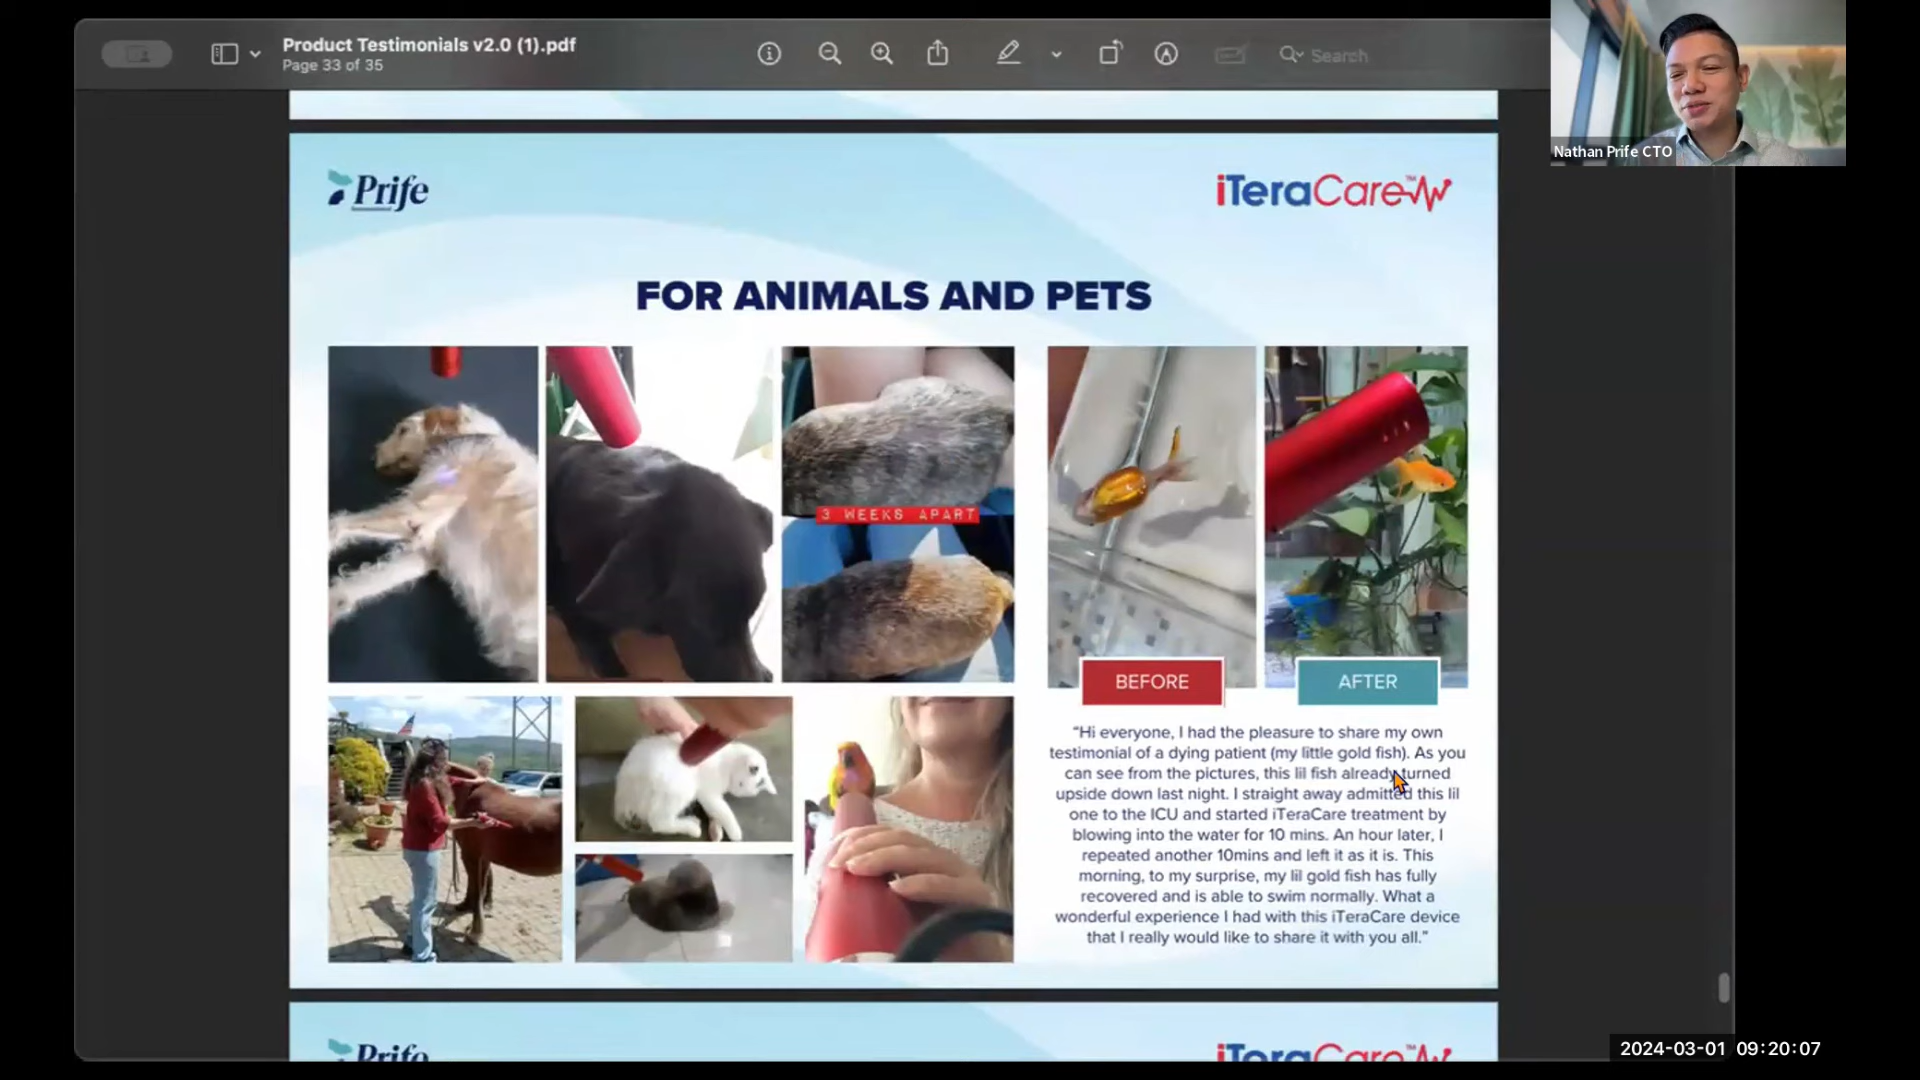 Product Testimonials v2.0 (1).pdf
Page 33 of 35
Search
Nathan Prife CTO
Prife
iTeraCare™
FOR ANIMALS AND PETS
3 WEEKS APART
BEFORE
AFTER
“Hi everyone, I had the pleasure to share my own
testimonial of a dying patient (my little gold fish). As you
can see from the pictures, this lil fish already turned
upside down last night. I straight away admitted this lil
one to the ICU and started iTeraCare treatment by
blowing into the water for 10 mins. An hour later, I
repeated another 10mins and left it as it is. This
morning, to my surprise, my lil gold fish has fully
recovered and is able to swim normally. What a
wonderful experience I had with this iTeraCare device
that I really would like to share it with you all.”
Prife
iTeraCare™
2024-03-01 09:20:07